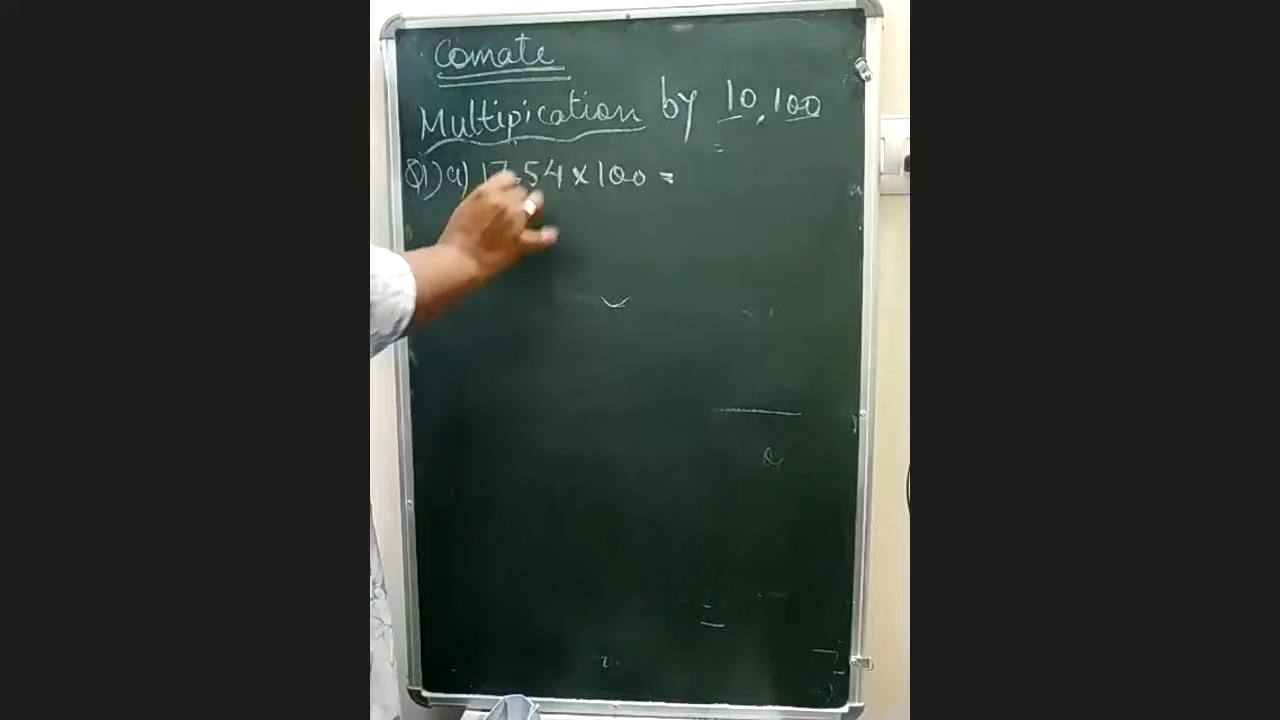 Comate
Multipication by 10, 100
Q1) a) 17.54 × 100 =